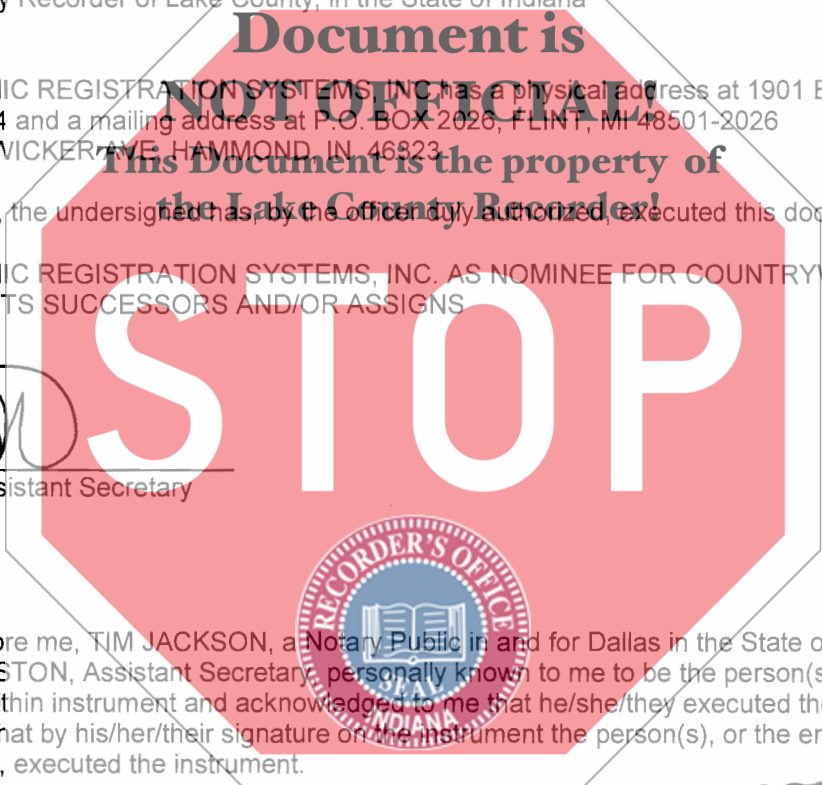 Recorder of Lake County, in the State of Indiana
Document is
NOT OFFICIAL!
IC REGISTRATION SYSTEMS, INC has a physical address at 1901 E
and a mailing address at P.O. BOX 2026, FLINT, MI 48501-2026
WICKER AVE, HAMMOND, IN 46323
This Document is the property of
the Lake County Recorder!
, the undersigned has, by the officer duly authorized, executed this doc
IC REGISTRATION SYSTEMS, INC. AS NOMINEE FOR COUNTRYW
TS SUCCESSORS AND/OR ASSIGNS
STOP
sistant Secretary
RECORDER'S OFFICE
SEAL
INDIANA
ore me, TIM JACKSON, a Notary Public in and for Dallas in the State o
STON, Assistant Secretary, personally known to me to be the person(s
thin instrument and acknowledged to me that he/she/they executed the
hat by his/her/their signature on the instrument the person(s), or the en
, executed the instrument.